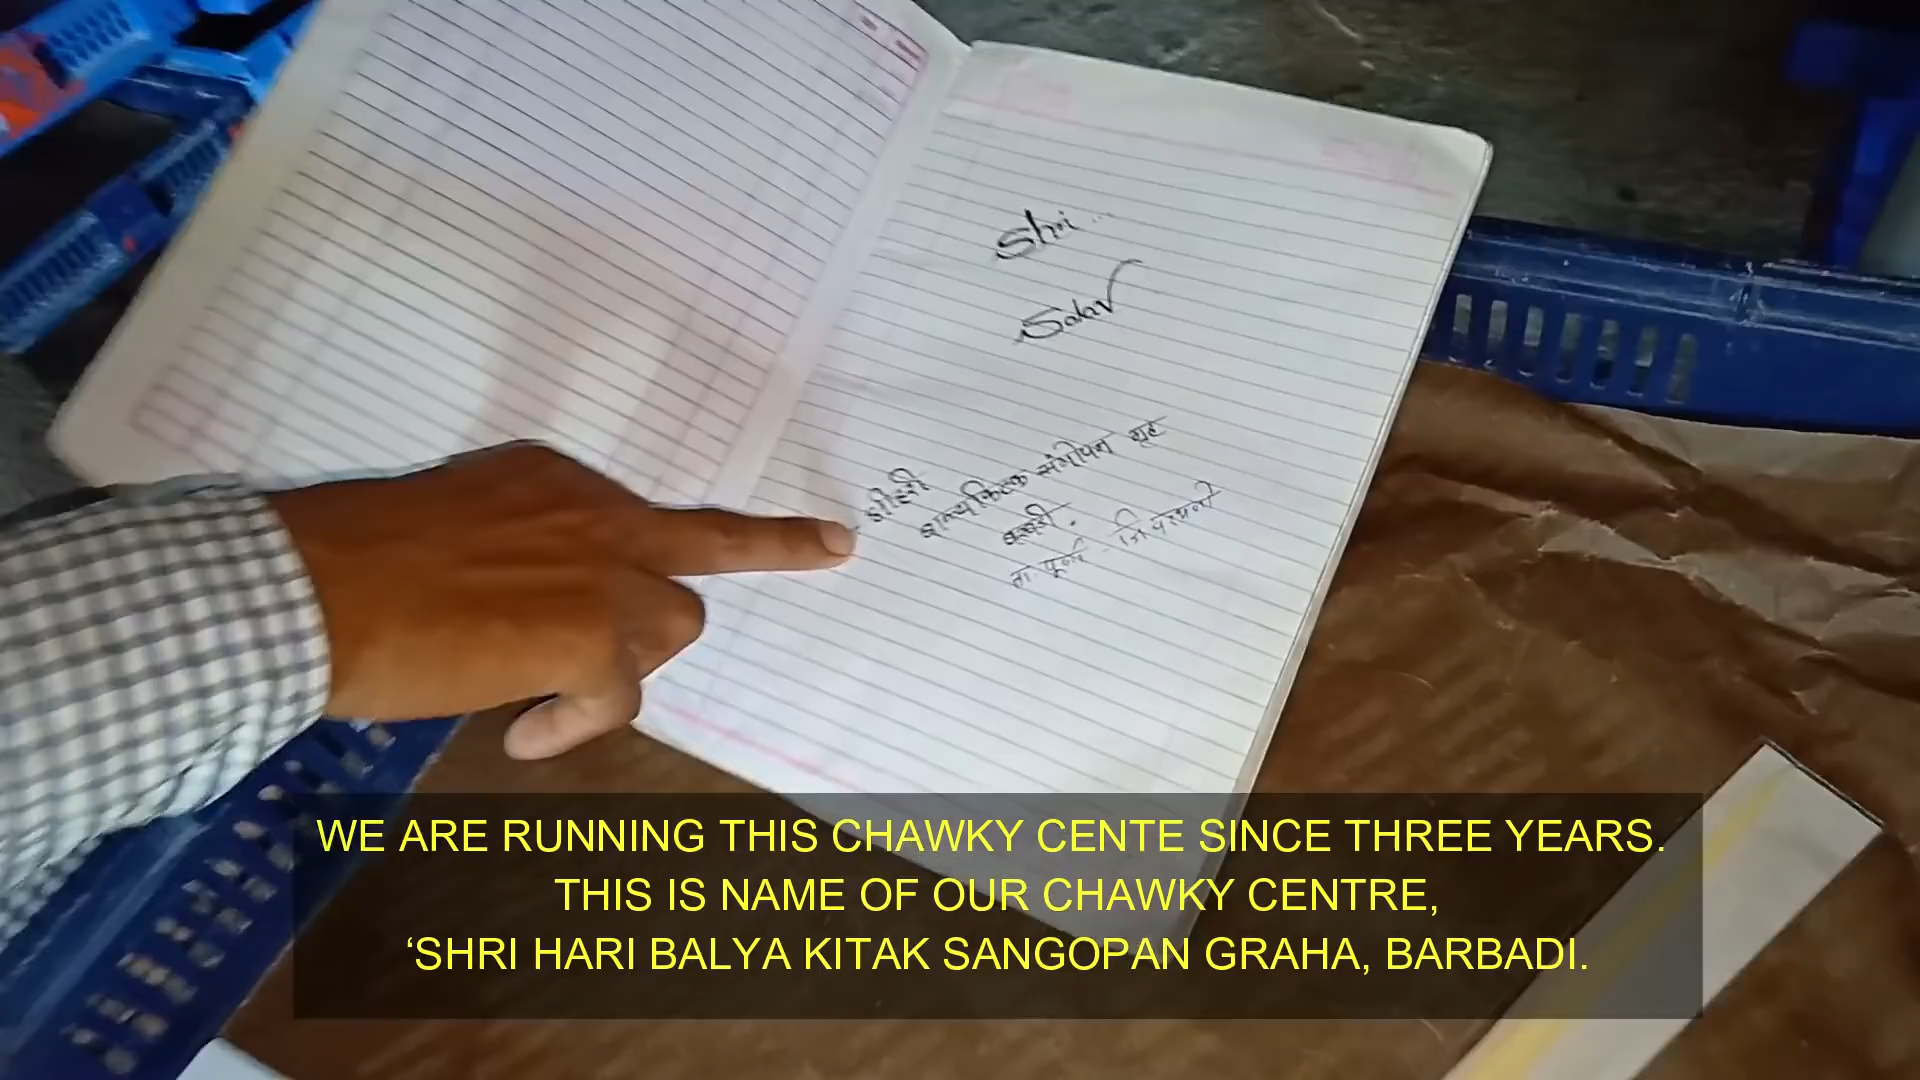 Shri ...
Salav
श्रीहरी
बाल्यकिटक संगोपन गृह
बरबडी.
ता. पूर्णा - जि परभणी
WE ARE RUNNING THIS CHAWKY CENTE SINCE THREE YEARS.
THIS IS NAME OF OUR CHAWKY CENTRE,
‘SHRI HARI BALYA KITAK SANGOPAN GRAHA, BARBADI.